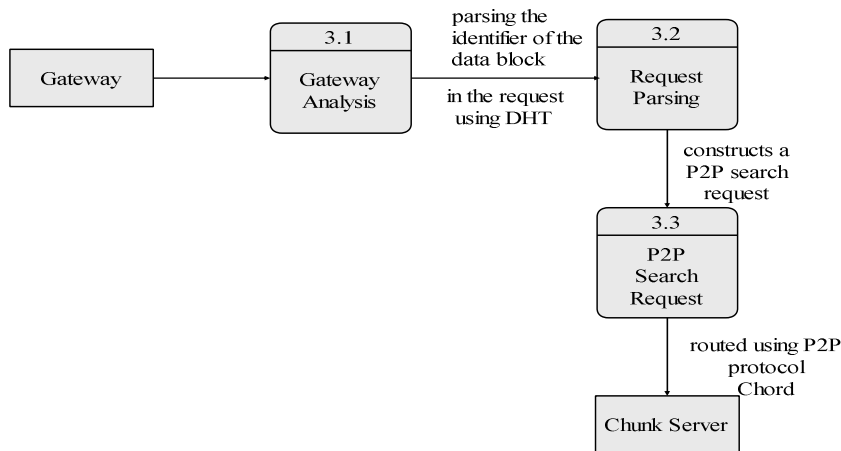 Gateway
3.1
Gateway
Analysis
parsing the
identifier of the
data block
in the request
using DHT
3.2
Request
Parsing
constructs a
P2P search
request
3.3
P2P
Search
Request
routed using P2P
protocol
Chord
Chunk Server